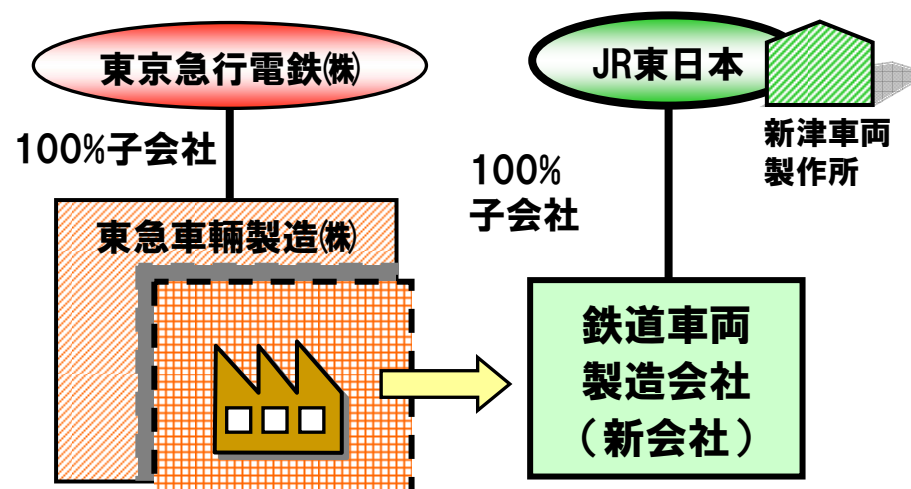 東京急行電鉄㈱
100%子会社
東急車輛製造㈱
JR東日本
新津車両
製作所
100%
子会社
鉄道車両
製造会社
（新会社）